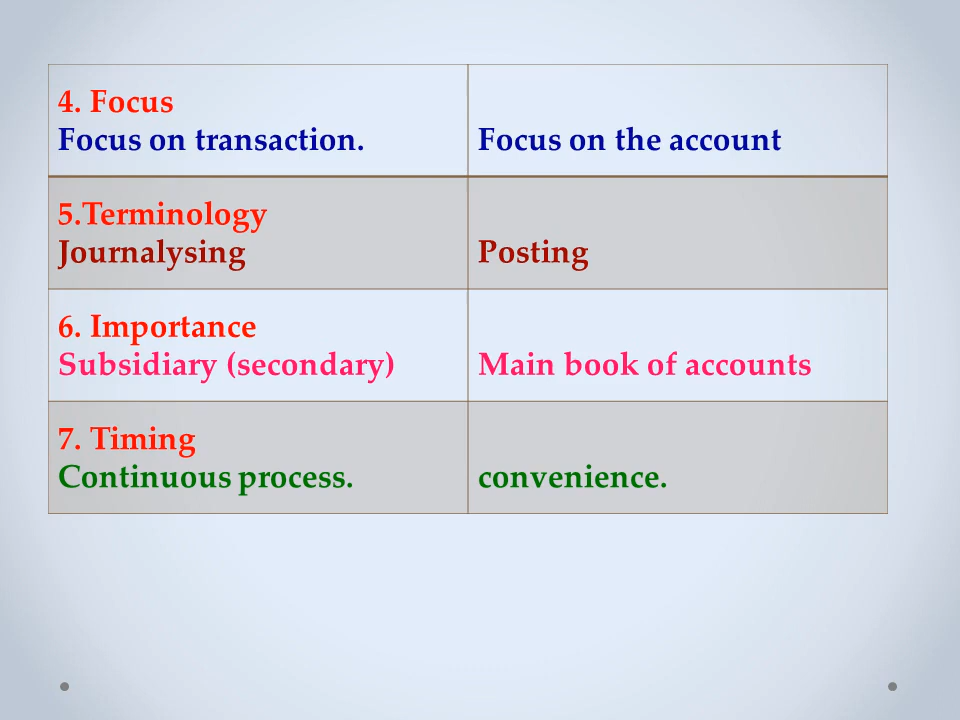 4. Focus
Focus on transaction.
Focus on the account
5.Terminology
Journalysing
Posting
6. Importance
Subsidiary (secondary)
Main book of accounts
7. Timing
Continuous process.
convenience.